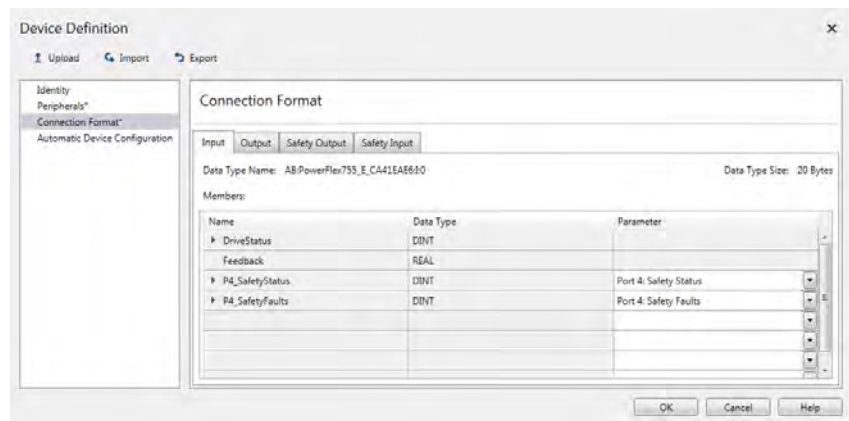 Device Definition
Upload Import Export
Identity
Peripherals*
Connection Format*
Automatic Device Configuration
Connection Format
Input Output Safety Output Safety Input
Data Type Name: AB:PowerFlex755_E_CA41EAE6:I:0 Data Type Size: 20 Bytes
Members:
Name Data Type Parameter
DriveStatus DINT
Feedback REAL
P4_SafetyStatus DINT Port 4: Safety Status
P4_SafetyFaults DINT Port 4: Safety Faults
OK Cancel Help